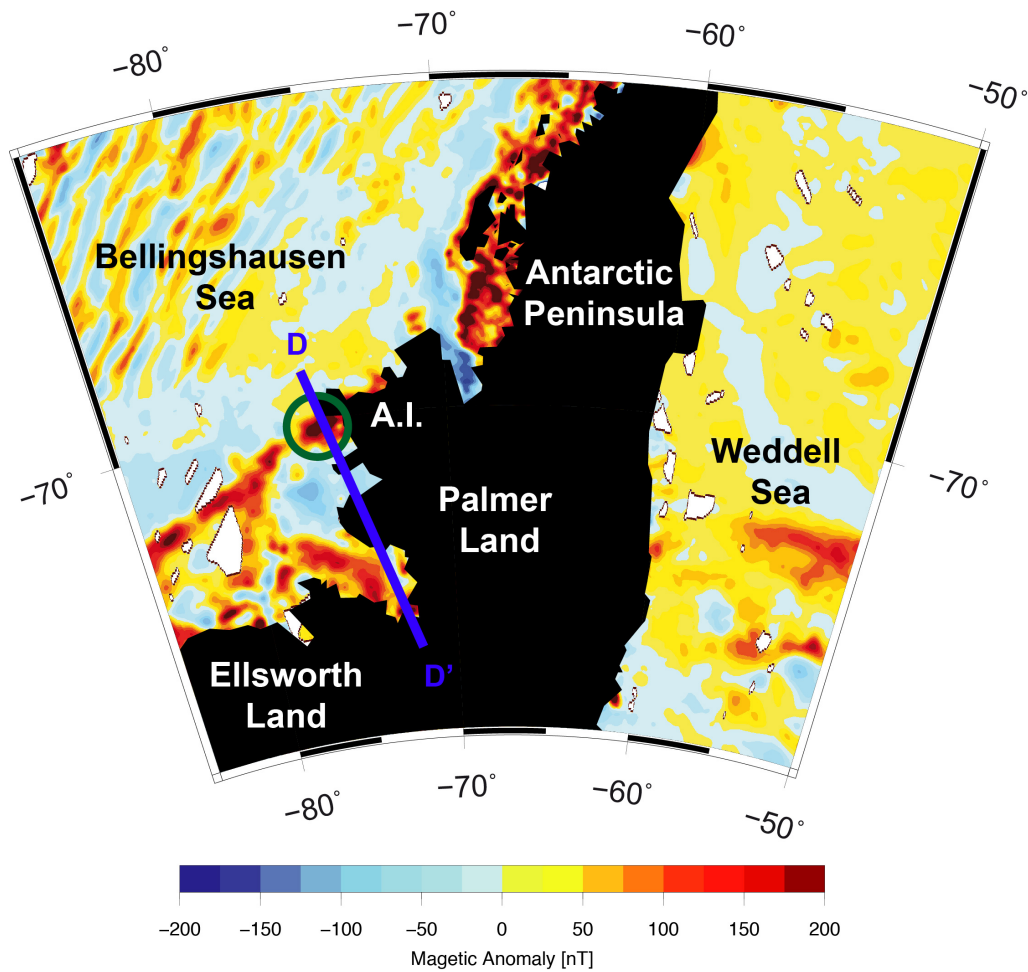 −80°
−70°
−60°
−50°
Bellingshausen
Sea
Antarctic
Peninsula
D
A.I.
−70°
Weddell
Sea
−70°
Palmer
Land
Ellsworth
Land
D’
−80°
−70°
−60°
−50°
−200 −150 −100 −50 0 50 100 150 200
Magetic Anomaly [nT]